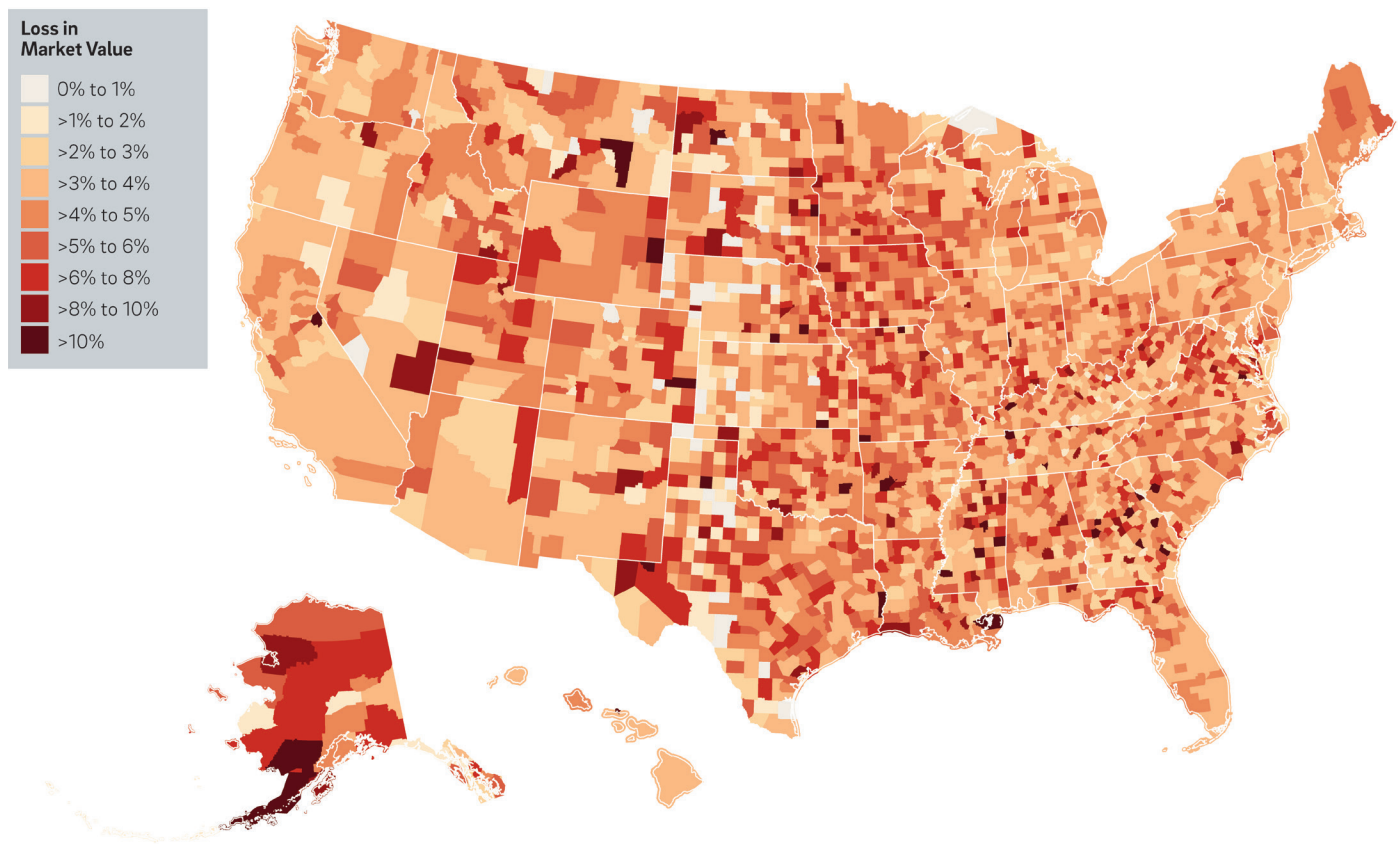 Loss in
Market Value
0% to 1%
>1% to 2%
>2% to 3%
>3% to 4%
>4% to 5%
>5% to 6%
>6% to 8%
>8% to 10%
>10%